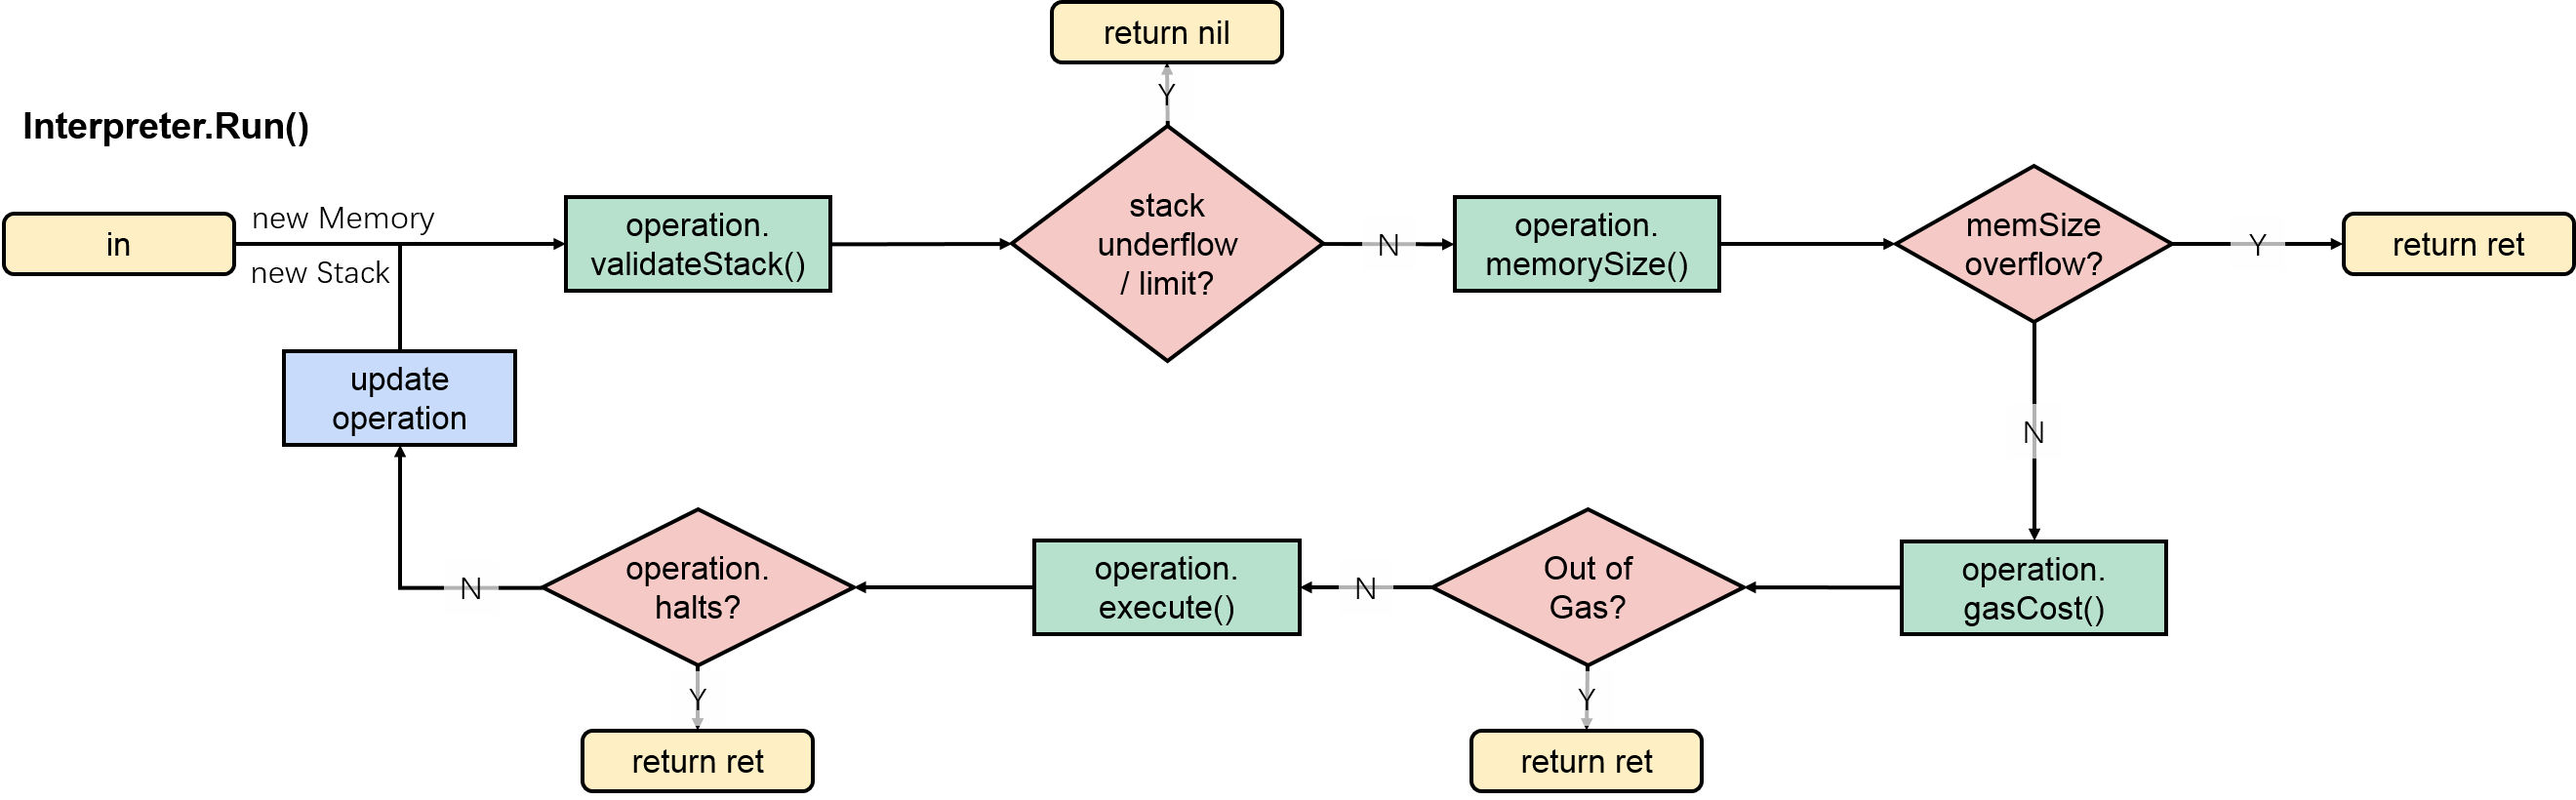 return nil
Y
Interpreter.Run()
in
new Memory
new Stack
operation.
validateStack()
stack
underflow
/ limit?
N
operation.
memorySize()
memSize
overflow?
Y
return ret
N
update
operation
operation.
gasCost()
Out of
Gas?
N
operation.
execute()
operation.
halts?
N
Y
return ret
Y
return ret